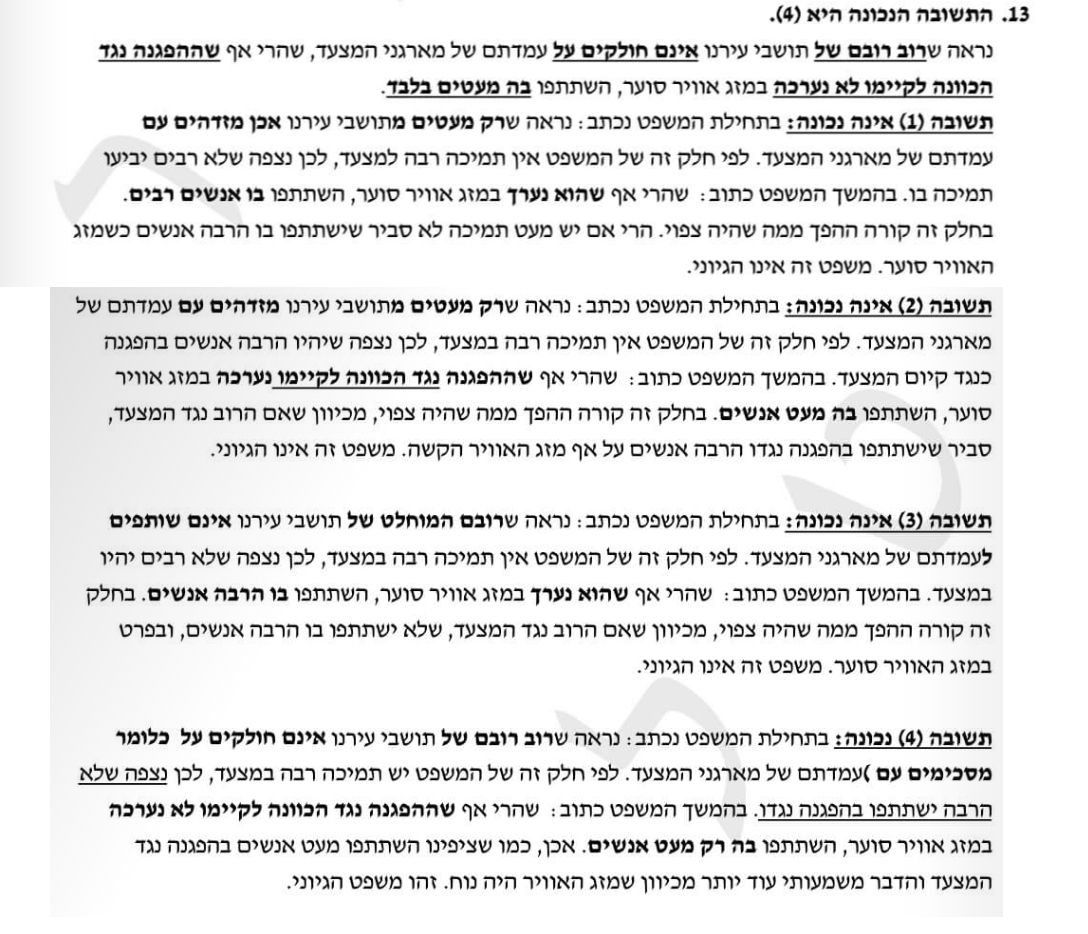 13. התשובה הנכונה היא (4).
נראה שרוב רובם של תושבי עירנו אינם חולקים על עמדתם של מארגני המצעד, שהרי אף שההפגנה נגד
הכוונה לקיימו לא נערכה במזג אוויר סוער, השתתפו בה מעטים בלבד.
תשובה (1) אינה נכונה: בתחילת המשפט נכתב: נראה שרק מעטים מתושבי עירנו אכן מזדהים עם
עמדתם של מארגני המצעד. לפי חלק זה של המשפט אין תמיכה רבה למצעד, לכן נצפה שלא רבים יביעו
תמיכה בו. בהמשך המשפט כתוב: שהרי אף שהוא נערך במזג אוויר סוער, השתתפו בו אנשים רבים.
בחלק זה קורה ההפך ממה שהיה צפוי. הרי אם יש מעט תמיכה לא סביר שישתתפו בו הרבה אנשים כשמזג
האוויר סוער. משפט זה אינו הגיוני.
תשובה (2) אינה נכונה: בתחילת המשפט נכתב: נראה שרק מעטים מתושבי עירנו מזדהים עם עמדתם של
מארגני המצעד. לפי חלק זה של המשפט אין תמיכה רבה במצעד, לכן נצפה שיהיו הרבה אנשים בהפגנה
כנגד קיום המצעד. בהמשך המשפט כתוב: שהרי אף שההפגנה נגד הכוונה לקיימו נערכה במזג אוויר
סוער, השתתפו בה מעט אנשים. בחלק זה קורה ההפך ממה שהיה צפוי, מכיוון שאם הרוב נגד המצעד,
סביר שישתתפו בהפגנה נגדו הרבה אנשים על אף מזג האוויר הקשה. משפט זה אינו הגיוני.
תשובה (3) אינה נכונה: בתחילת המשפט נכתב: נראה שרובם המוחלט של תושבי עירנו אינם שותפים
לעמדתם של מארגני המצעד. לפי חלק זה של המשפט אין תמיכה רבה במצעד, לכן נצפה שלא רבים יהיו
במצעד. בהמשך המשפט כתוב: שהרי אף שהוא נערך במזג אוויר סוער, השתתפו בו הרבה אנשים. בחלק
זה קורה ההפך ממה שהיה צפוי, מכיוון שאם הרוב נגד המצעד, שלא ישתתפו בו הרבה אנשים, ובפרט
במזג האוויר סוער. משפט זה אינו הגיוני.
תשובה (4) נכונה: בתחילת המשפט נכתב: נראה שרוב רובם של תושבי עירנו אינם חולקים על כלומר
מסכימים עם )עמדתם של מארגני המצעד. לפי חלק זה של המשפט יש תמיכה רבה במצעד, לכן נצפה שלא
הרבה ישתתפו בהפגנה נגדו. בהמשך המשפט כתוב: שהרי אף שההפגנה נגד הכוונה לקיימו לא נערכה
במזג אוויר סוער, השתתפו בה רק מעט אנשים. אכן, כמו שציפינו השתתפו מעט אנשים בהפגנה נגד
המצעד והדבר משמעותי עוד יותר מכיוון שמזג האוויר היה נוח. זהו משפט הגיוני.